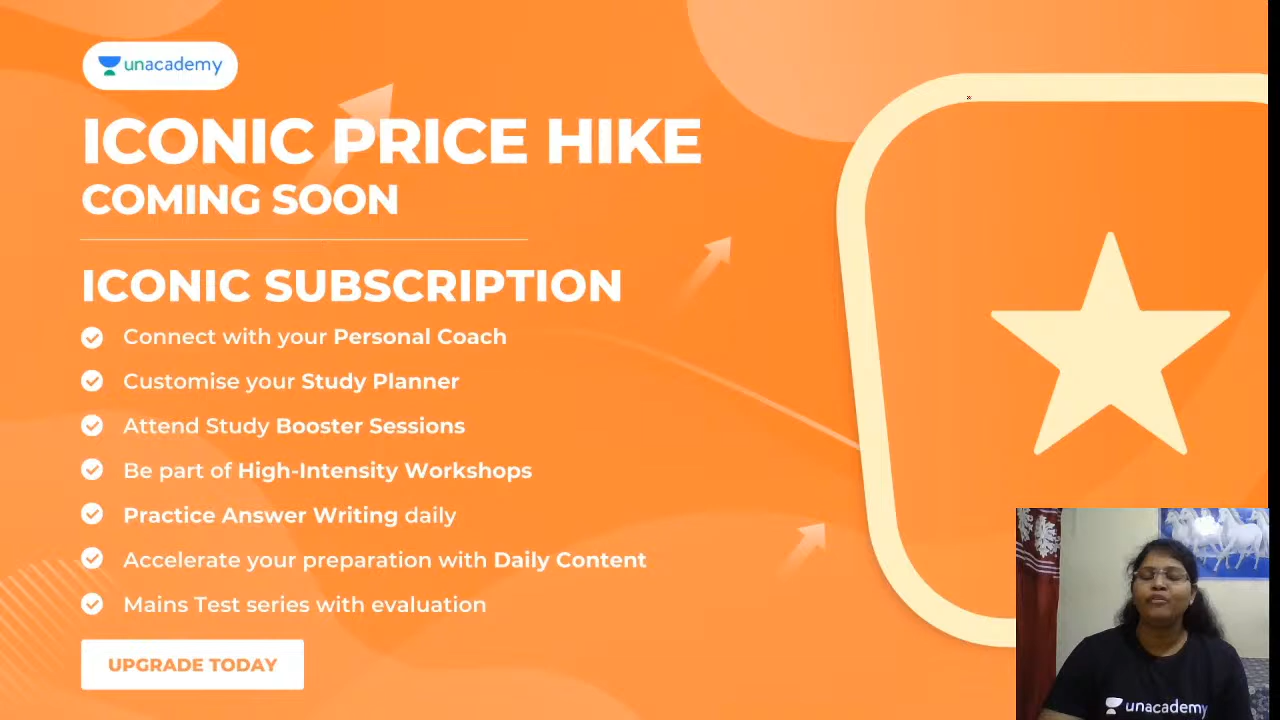 unacademy
ICONIC PRICE HIKE
COMING SOON
ICONIC SUBSCRIPTION
Connect with your Personal Coach
Customise your Study Planner
Attend Study Booster Sessions
Be part of High-Intensity Workshops
Practice Answer Writing daily
Accelerate your preparation with Daily Content
Mains Test series with evaluation
UPGRADE TODAY
unacademy